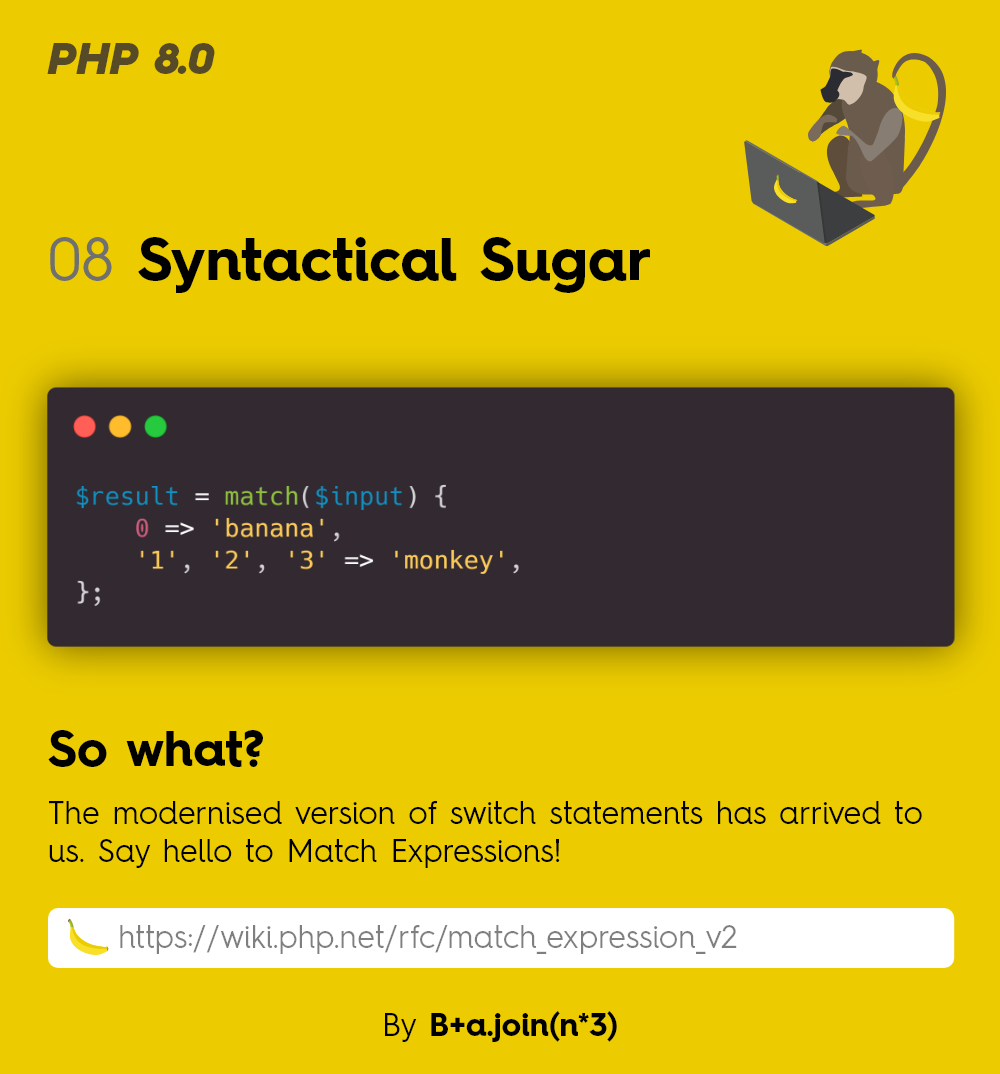 PHP 8.0
08 Syntactical Sugar
$result = match($input) {
    0 => 'banana',
    '1', '2', '3' => 'monkey',
};
So what?
The modernised version of switch statements has arrived to
us. Say hello to Match Expressions!
https://wiki.php.net/rfc/match_expression_v2
By B+a.join(n*3)